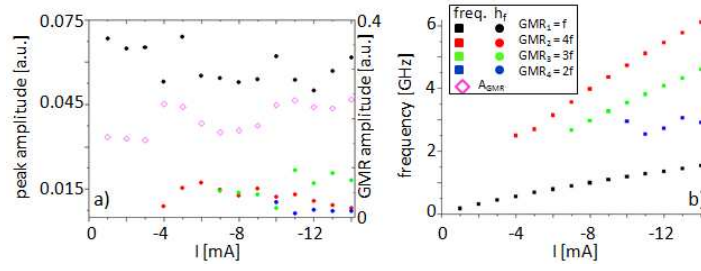 0.075
0.045
0.015
peak amplitude [a.u.]
a)
0 -4 -8 -12
I [mA]
0.4
0
GMR amplitude [a.u.]
freq. h_f
GMR₁ = f
GMR₂ = 4f
GMR₃ = 3f
GMR₄ = 2f
A_GMR
6
4
2
0
frequency [GHz]
b)
-4 -8 -12
I [mA]